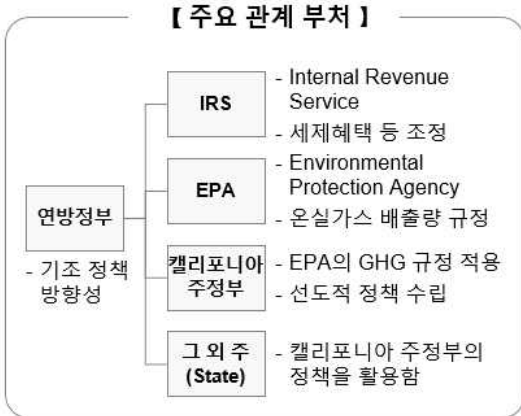 【 주요 관계 부처 】
연방정부
- 기조 정책
방향성
IRS
- Internal Revenue
Service
- 세제혜택 등 조정
EPA
- Environmental
Protection Agency
- 온실가스 배출량 규정
캘리포니아
주정부
- EPA의 GHG 규정 적용
- 선도적 정책 수립
그 외 주
(State)
- 캘리포니아 주정부의
정책을 활용함